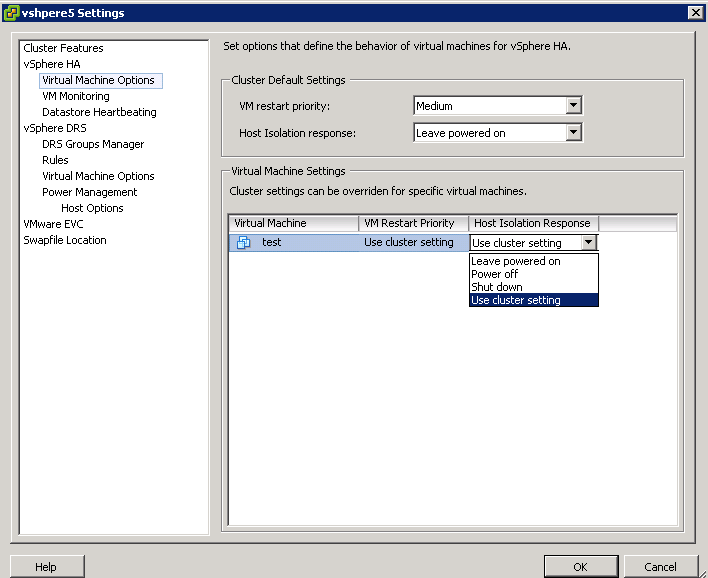 vshpere5 Settings
Cluster Features
vSphere HA
Virtual Machine Options
VM Monitoring
Datastore Heartbeating
vSphere DRS
DRS Groups Manager
Rules
Virtual Machine Options
Power Management
Host Options
VMware EVC
Swapfile Location
Set options that define the behavior of virtual machines for vSphere HA.
Cluster Default Settings
VM restart priority: Medium
Host Isolation response: Leave powered on
Virtual Machine Settings
Cluster settings can be overriden for specific virtual machines.
Virtual Machine VM Restart Priority Host Isolation Response
test Use cluster setting Use cluster setting
Leave powered on
Power off
Shut down
Use cluster setting
Help OK Cancel